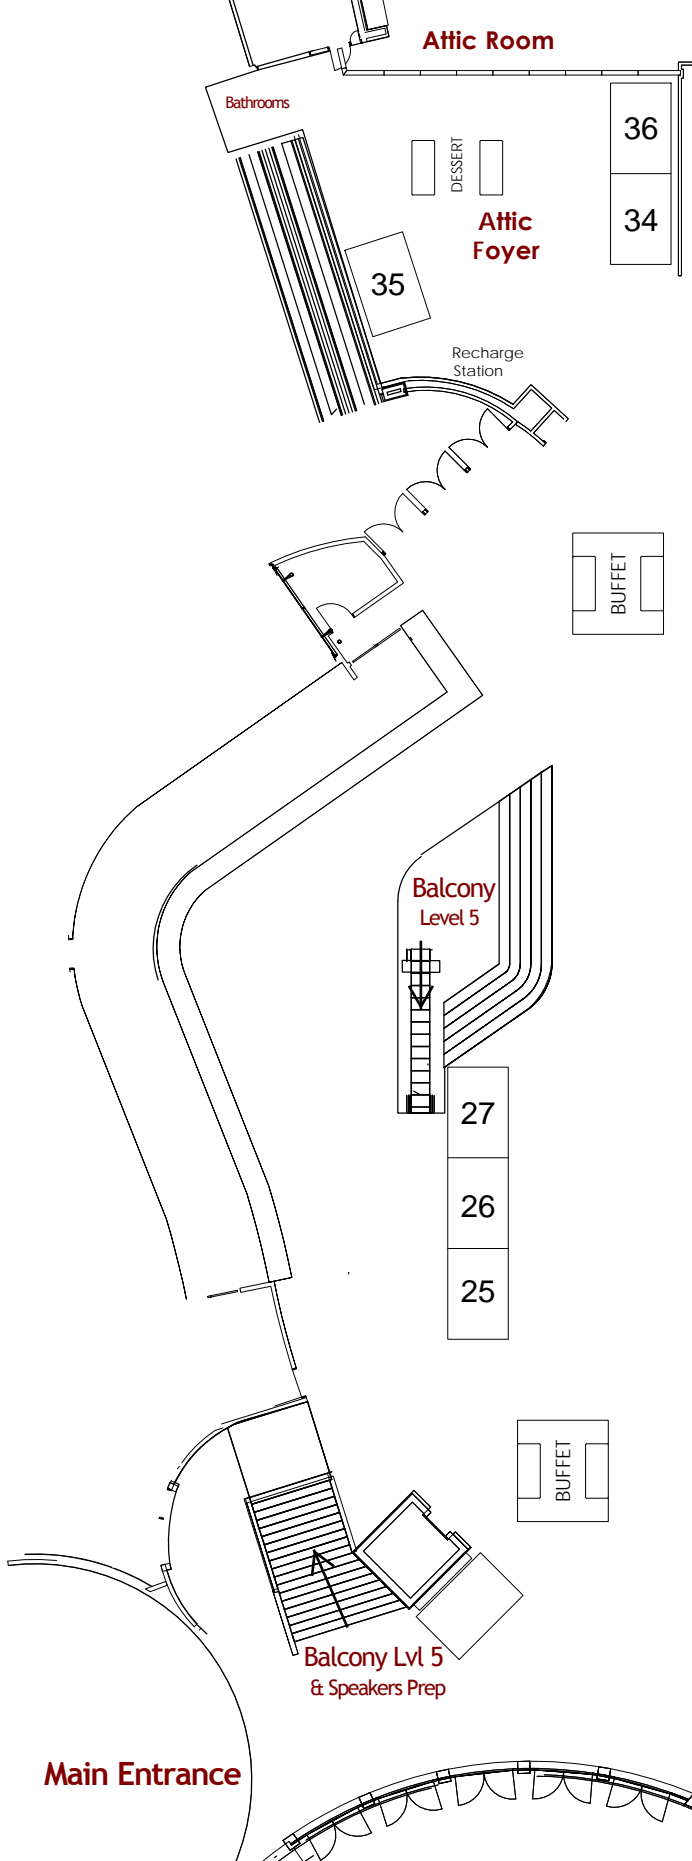 Attic Room
Bathrooms
36
DESSERT
34
Attic
Foyer
35
Recharge
Station
BUFFET
Balcony
Level 5
27
26
25
BUFFET
Balcony Lvl 5
& Speakers Prep
Main Entrance